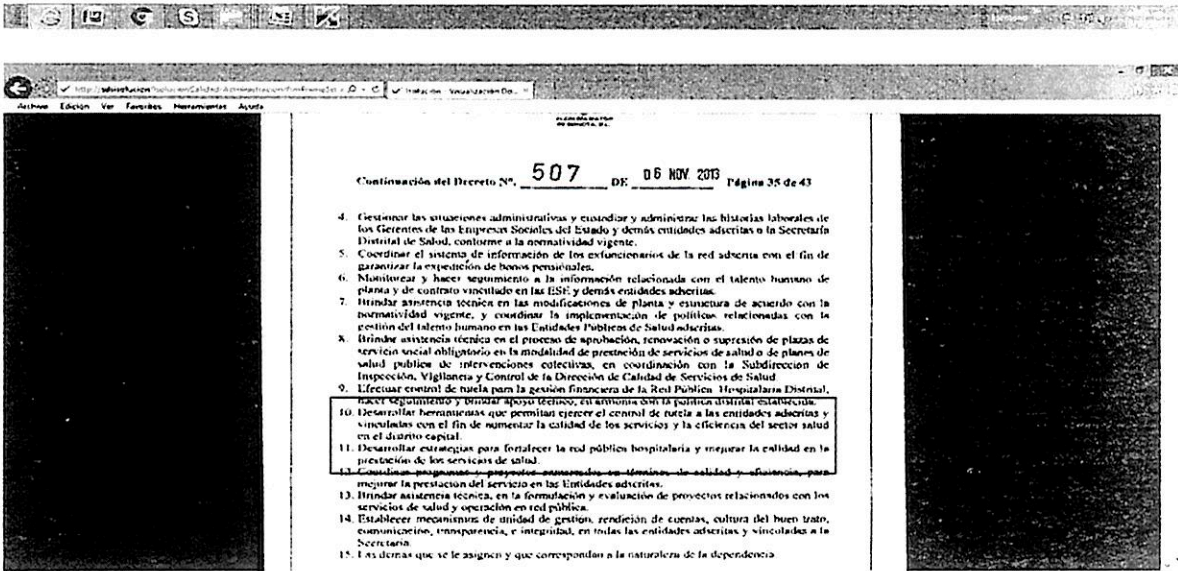 Archivo Edición Ver Favoritos Herramientas Ayuda
Continuación del Decreto Nº. 507 DE 06 NOV. 2013 Página 35 de 43
4. Gestionar las situaciones administrativas y custodiar y administrar las historias laborales de
los Gerentes de las Empresas Sociales del Estado y demás entidades adscritas a la Secretaría
Distrital de Salud, conforme a la normatividad vigente.
5. Coordinar el sistema de información de los exfuncionarios de la red adscrita con el fin de
garantizar la expedición de bonos pensionales.
6. Monitorear y hacer seguimiento a la información relacionada con el talento humano de
planta y de contrato vinculado en las ESE y demás entidades adscritas.
7. Brindar asistencia técnica en las modificaciones de planta y estructura de acuerdo con la
normatividad vigente, y coordinar la implementación de políticas relacionadas con la
gestión del talento humano en las Entidades Públicas de Salud adscritas.
8. Brindar asistencia técnica en el proceso de aprobación, renovación o supresión de plazas de
servicio social obligatorio en la modalidad de prestación de servicios de salud o de planes de
salud pública de intervenciones colectivas, en coordinación con la Subdirección de
Inspección, Vigilancia y Control de la Dirección de Calidad de Servicios de Salud.
9. Efectuar control de tutela para la gestión financiera de la Red Pública Hospitalaria Distrital,
hacer seguimiento y brindar apoyo técnico, en armonía con la política distrital establecida.
10. Desarrollar herramientas que permitan ejercer el control de tutela a las entidades adscritas y
vinculadas con el fin de aumentar la calidad de los servicios y la eficiencia del sector salud
en el distrito capital.
11. Desarrollar estrategias para fortalecer la red pública hospitalaria y mejorar la calidad en la
prestación de los servicios de salud.
12. Coordinar programas y proyectos en términos de calidad y eficiencia, para
mejorar la prestación del servicio en las Entidades adscritas.
13. Brindar asistencia técnica, en la formulación y evaluación de proyectos relacionados con los
servicios de salud y operación en red pública.
14. Establecer mecanismos de unidad de gestión, rendición de cuentas, cultura del buen trato,
comunicación, transparencia, e integridad, en todas las entidades adscritas y vinculadas a la
Secretaría.
15. Las demás que se le asignen y que correspondan a la naturaleza de la dependencia.